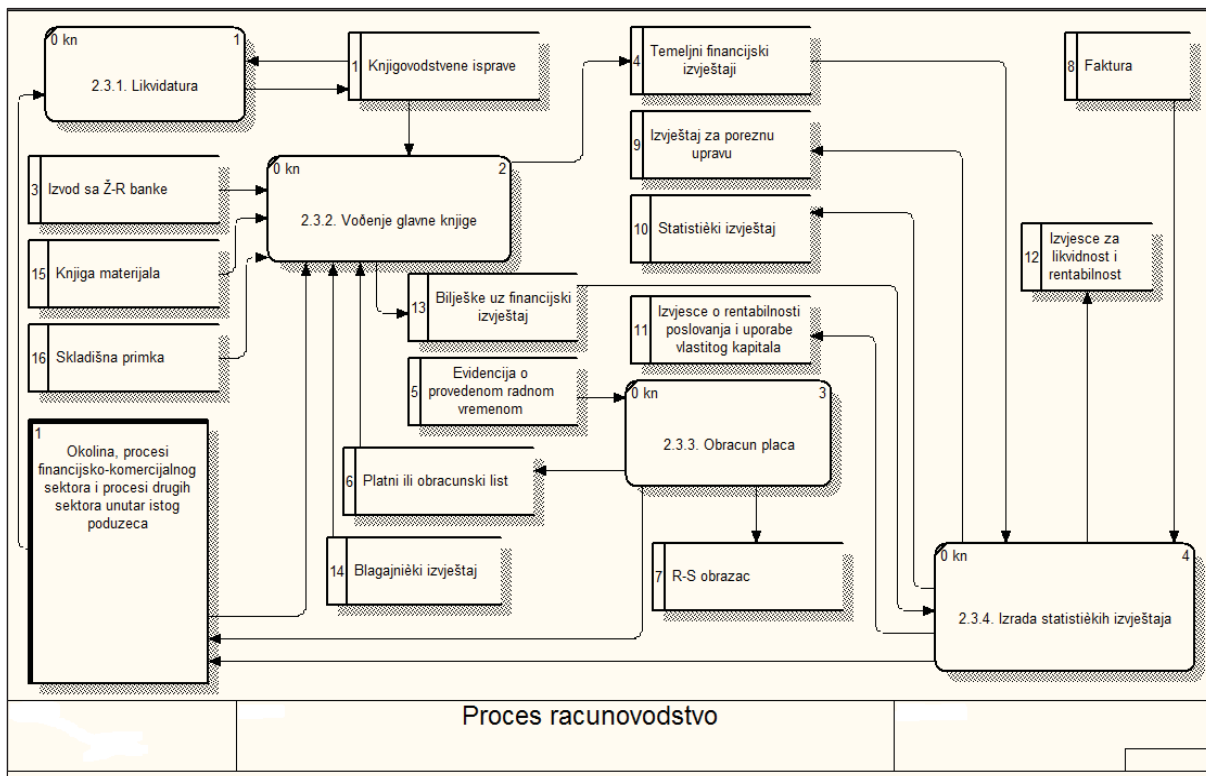 0 kn 1
2.3.1. Likvidatura
1 Knjigovodstvene isprave
4 Temeljni financijski
izvještaji
8 Faktura
9 Izvještaj za poreznu
upravu
0 kn 2
2.3.2. Voðenje glavne knjige
3 Izvod sa Ž-R banke
10 Statistièki izvještaj
12 Izvjesce za
likvidnost i
rentabilnost
15 Knjiga materijala
13 Bilješke uz financijski
izvještaj
11 Izvjesce o rentabilnosti
poslovanja i uporabe
vlastitog kapitala
16 Skladišna primka
5 Evidencija o
provedenom radnom
vremenom
0 kn 3
2.3.3. Obracun placa
1
Okolina, procesi
financijsko-komercijalnog
sektora i procesi drugih
sektora unutar istog
poduzeca
6 Platni ili obracunski list
14 Blagajnièki izvještaj
7 R-S obrazac
0 kn 4
2.3.4. Izrada statistièkih izvještaja
Proces racunovodstvo